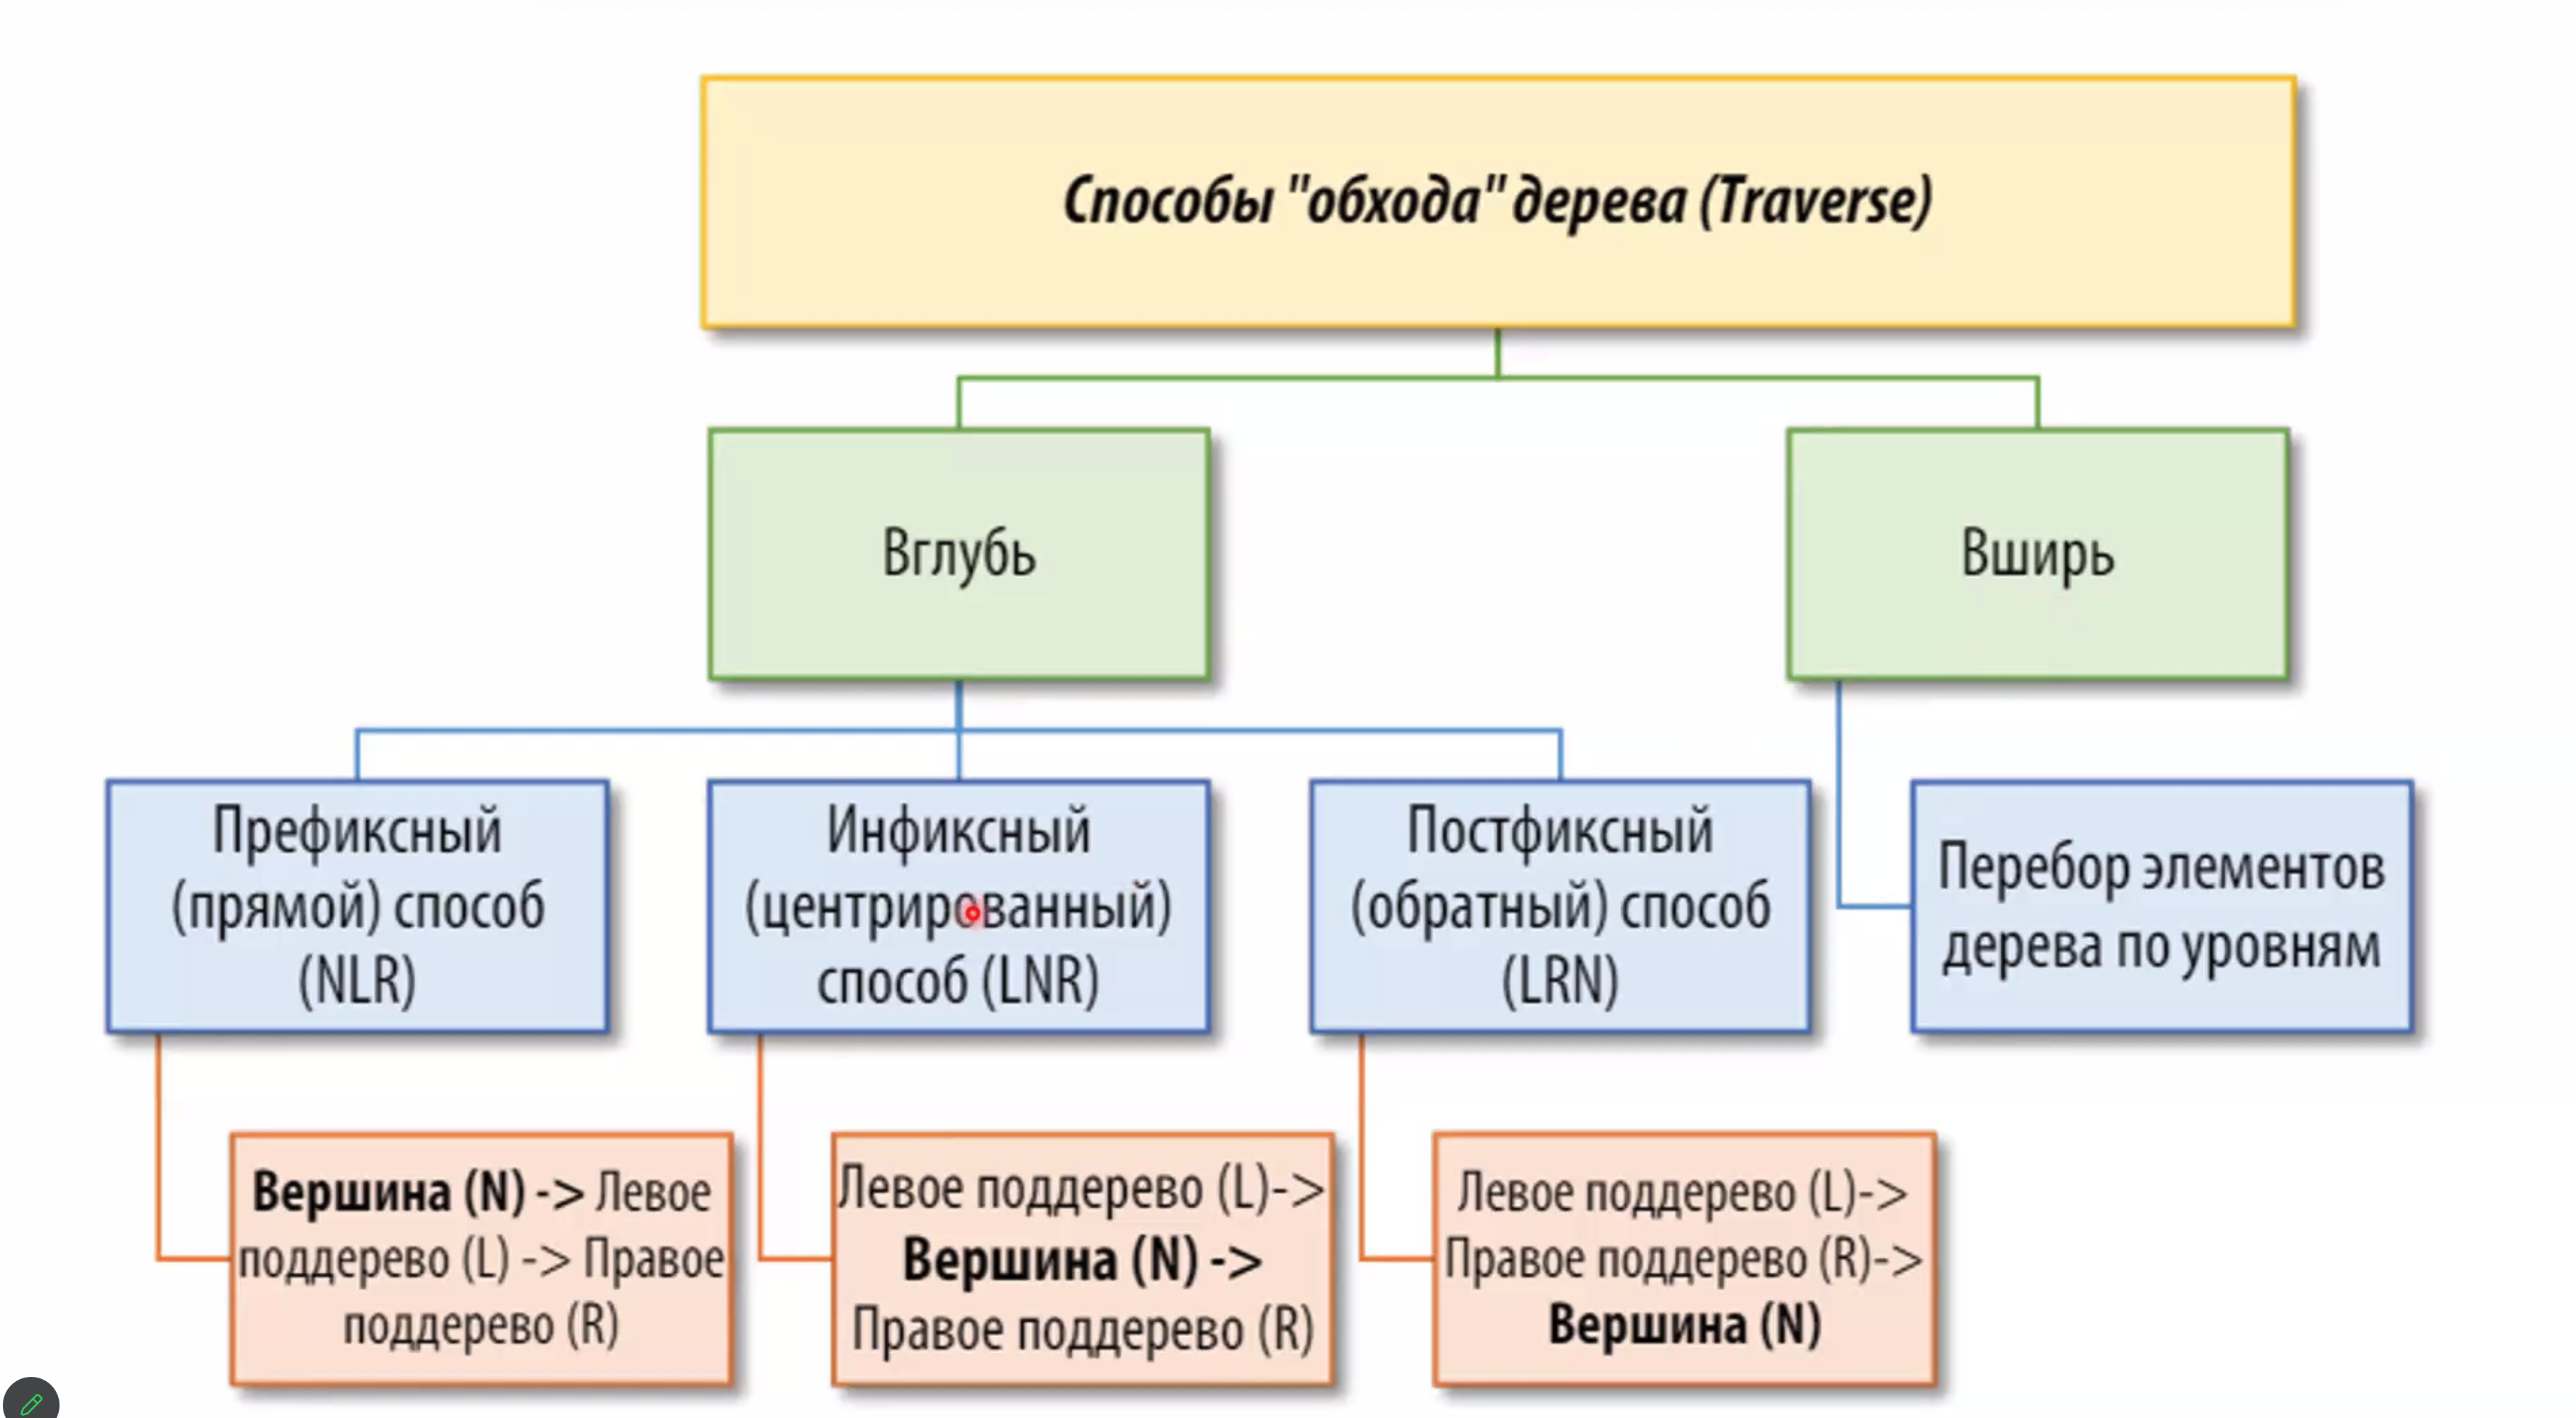 Способы "обхода" дерева (Traverse)
Вглубь
Вширь
Префиксный
(прямой) способ
(NLR)
Инфиксный
(центрированный)
способ (LNR)
Постфиксный
(обратный) способ
(LRN)
Перебор элементов
дерева по уровням
Вершина (N) -> Левое
поддерево (L) -> Правое
поддерево (R)
Левое поддерево (L)->
Вершина (N) ->
Правое поддерево (R)
Левое поддерево (L)->
Правое поддерево (R)->
Вершина (N)